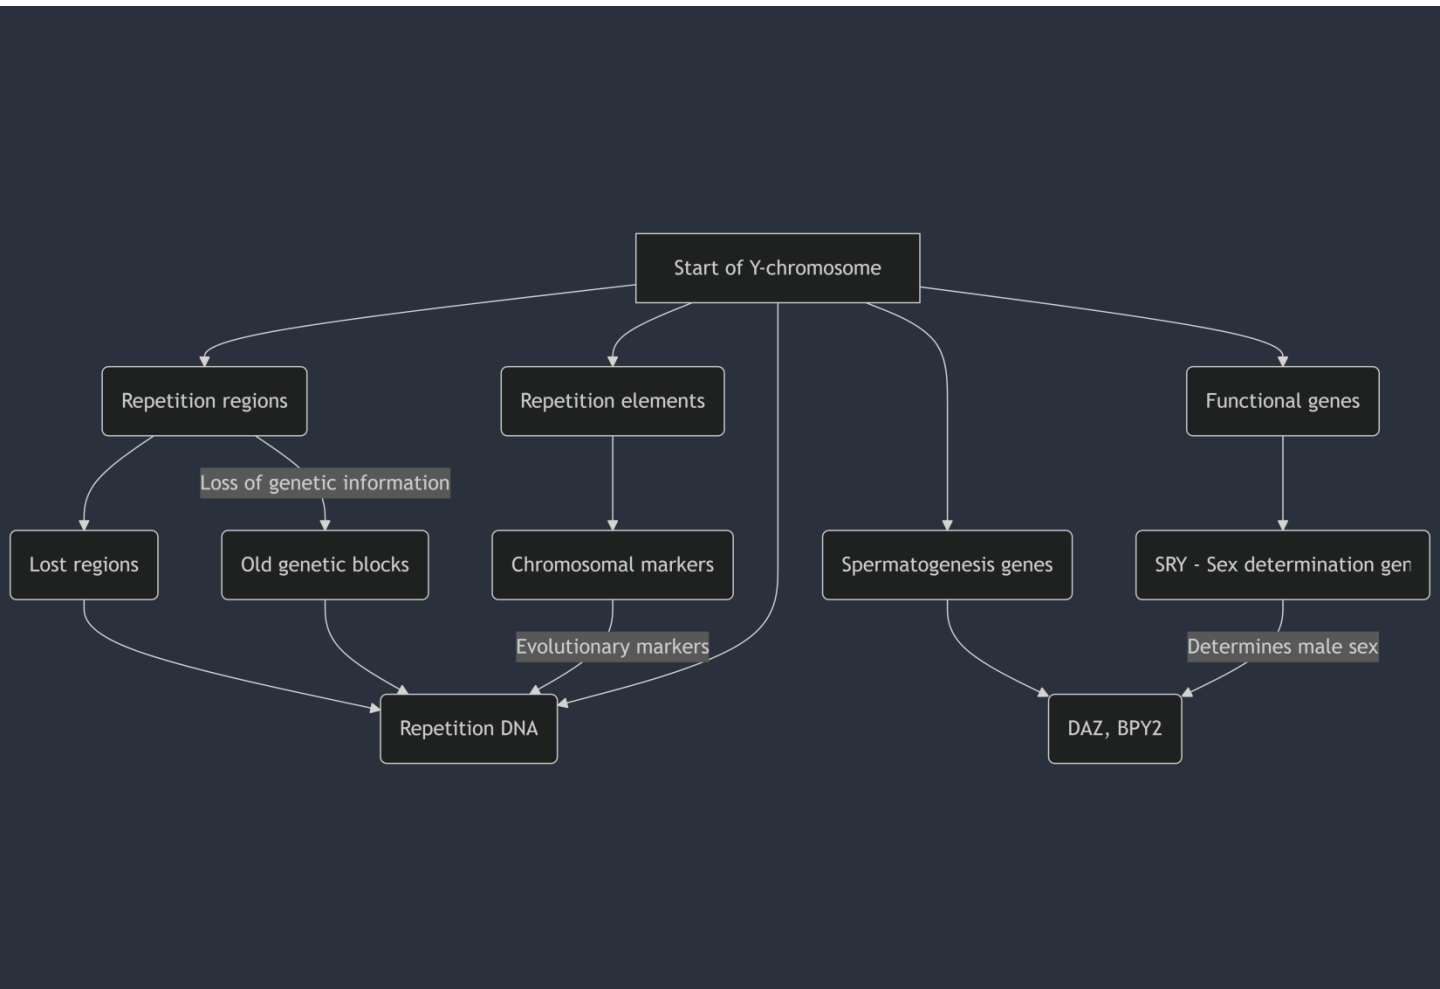 Start of Y-chromosome
Repetition regions
Repetition elements
Functional genes
Loss of genetic information
Lost regions
Old genetic blocks
Chromosomal markers
Spermatogenesis genes
SRY - Sex determination gen
Evolutionary markers
Determines male sex
Repetition DNA
DAZ, BPY2